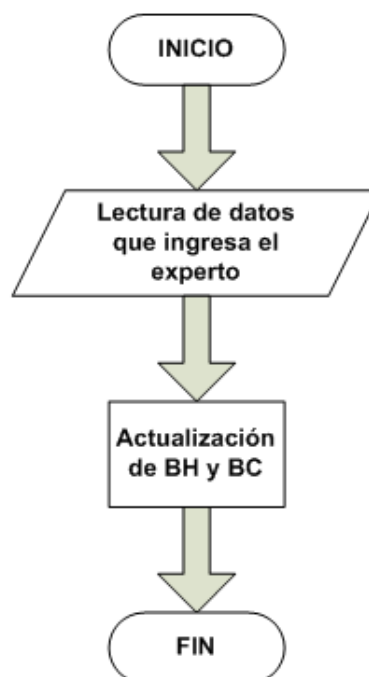 INICIO
Lectura de datos
que ingresa el
experto
Actualización
de BH y BC
FIN